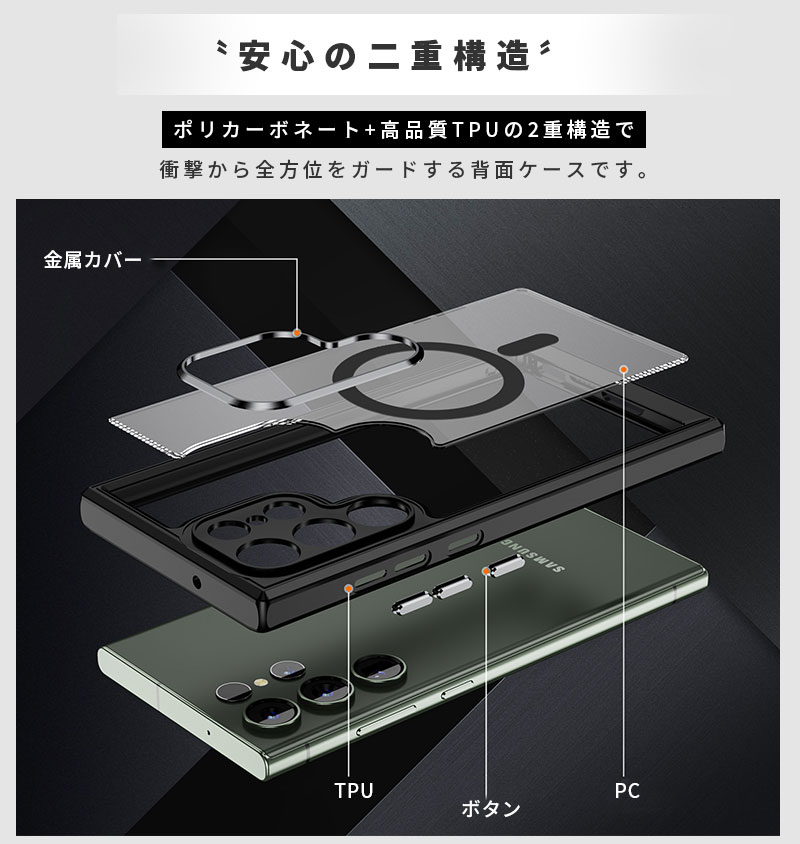 〝安心の二重構造〞
ポリカーボネート+高品質TPUの2重構造で
衝撃から全方位をガードする背面ケースです。
金属カバー
SAMSUNG
TPU
ボタン
PC